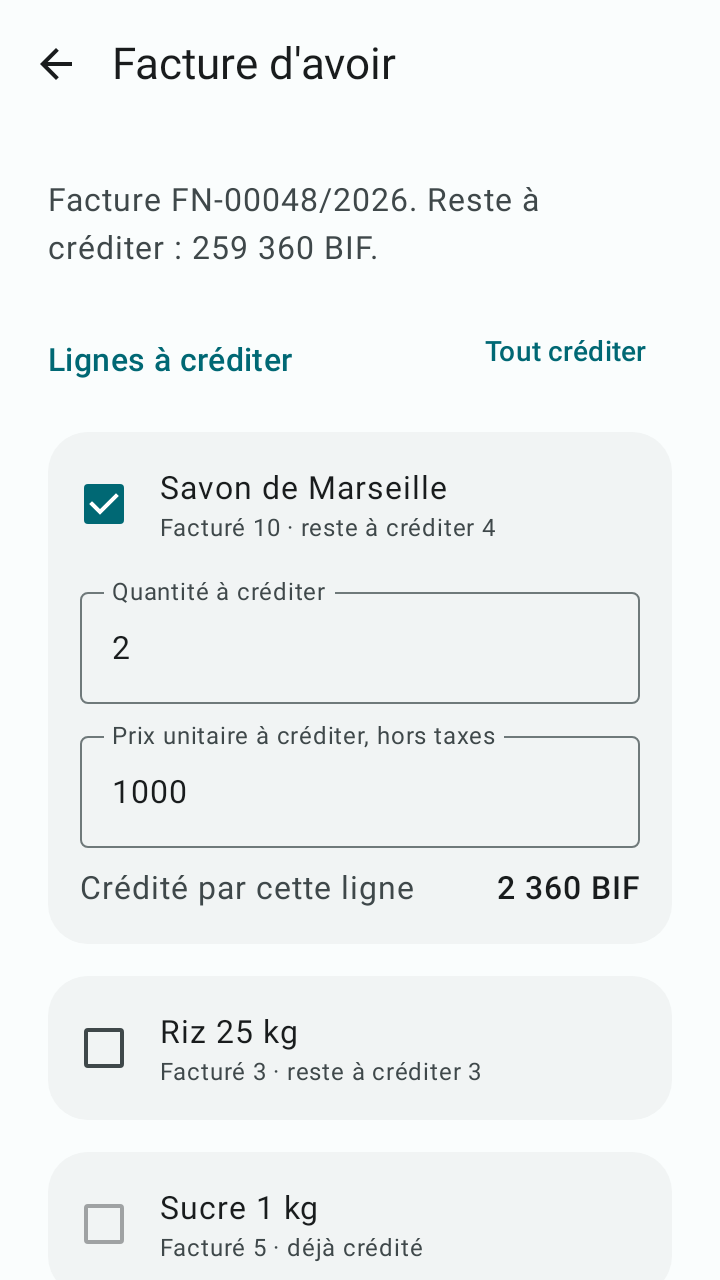 Facture d'avoir
Facture FN-00048/2026. Reste à
créditer : 259 360 BIF.
Lignes à créditer
Tout créditer
Savon de Marseille
Facturé 10 · reste à créditer 4
Quantité à créditer
2
Prix unitaire à créditer, hors taxes
1000
Crédité par cette ligne
2 360 BIF
Riz 25 kg
Facturé 3 · reste à créditer 3
Sucre 1 kg
Facturé 5 · déjà crédité